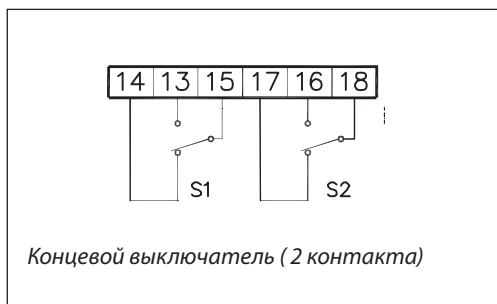 14 13 15 17 16 18
S1 S2
Концевой выключатель ( 2 контакта)